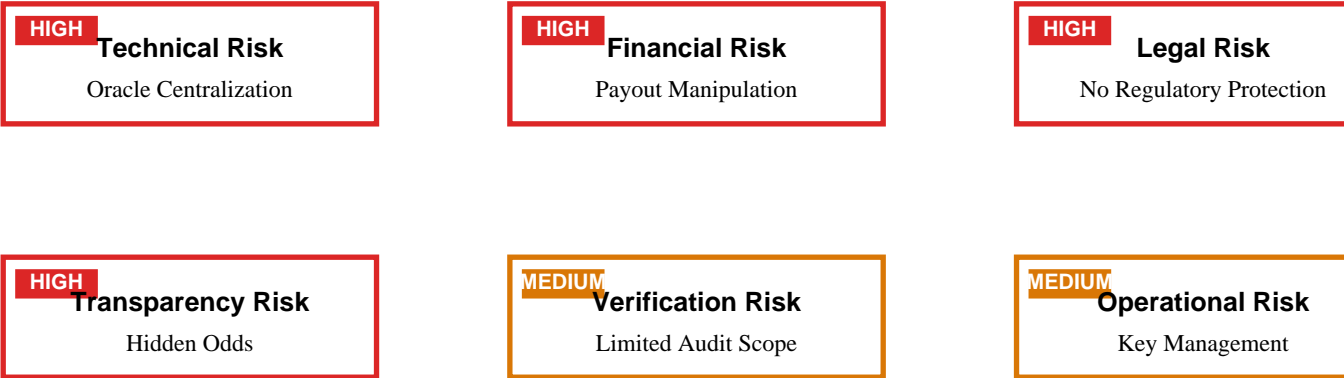 HIGH
Technical Risk
Oracle Centralization
HIGH
Financial Risk
Payout Manipulation
HIGH
Legal Risk
No Regulatory Protection
HIGH
Transparency Risk
Hidden Odds
MEDIUM
Verification Risk
Limited Audit Scope
MEDIUM
Operational Risk
Key Management